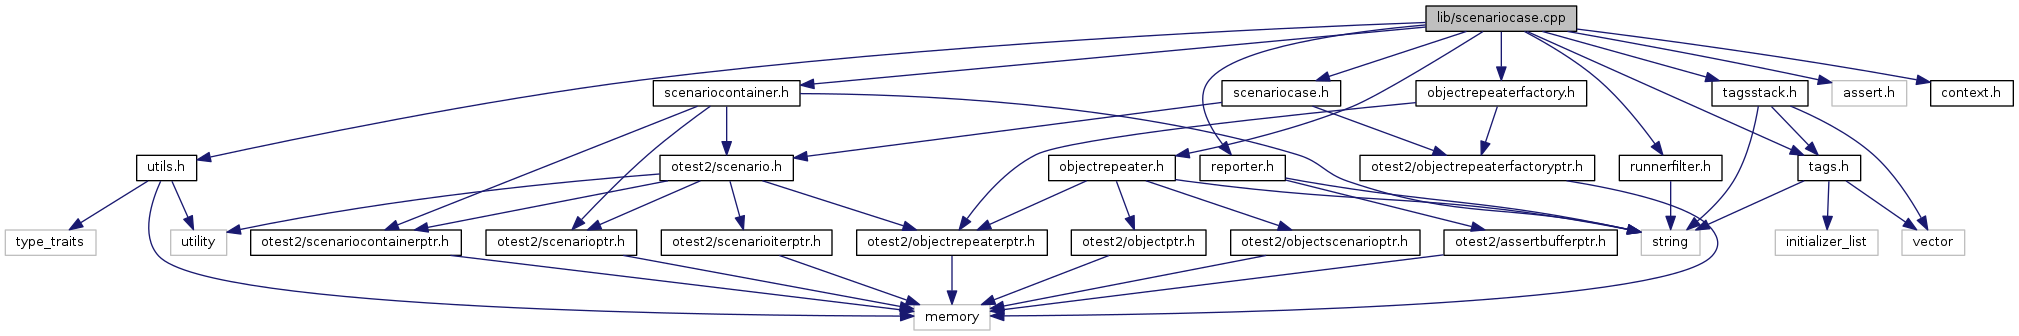 lib/scenariocase.cpp
scenariocontainer.h
scenariocase.h
objectrepeaterfactory.h
tagsstack.h
assert.h
context.h
utils.h
otest2/scenario.h
objectrepeater.h
reporter.h
otest2/objectrepeaterfactoryptr.h
runnerfilter.h
tags.h
type_traits
utility
otest2/scenariocontainerptr.h
otest2/scenarioptr.h
otest2/scenarioiterptr.h
otest2/objectrepeaterptr.h
otest2/objectptr.h
otest2/objectscenarioptr.h
otest2/assertbufferptr.h
string
initializer_list
vector
memory